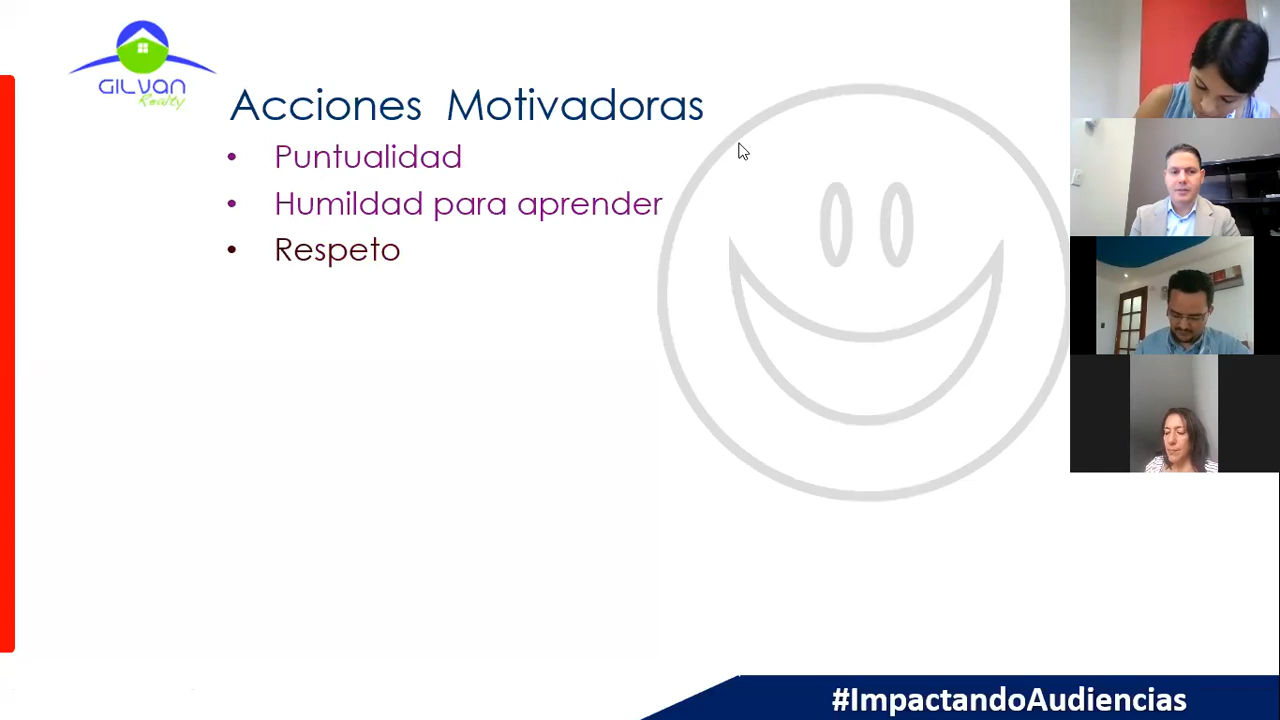 GILVAN
Realty
Acciones Motivadoras
• Puntualidad
• Humildad para aprender
• Respeto
#ImpactandoAudiencias